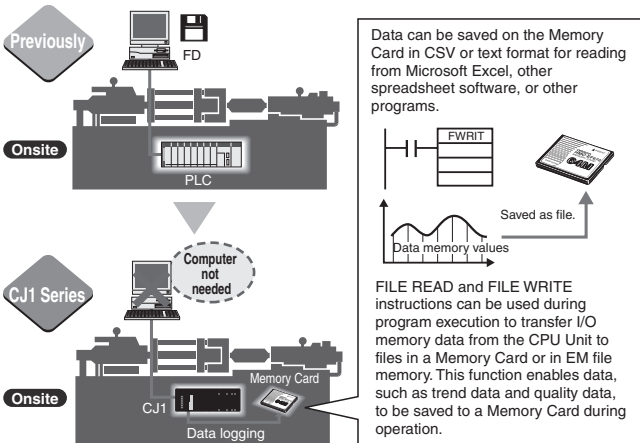 Previously
FD
Onsite
PLC
Computer
not
needed
CJ1 Series
Onsite
CJ1
Memory Card
Data logging
Data can be saved on the Memory
Card in CSV or text format for reading
from Microsoft Excel, other
spreadsheet software, or other
programs.
FWRIT
64M
Saved as file.
Data memory values
FILE READ and FILE WRITE
instructions can be used during
program execution to transfer I/O
memory data from the CPU Unit to
files in a Memory Card or in EM file
memory. This function enables data,
such as trend data and quality data,
to be saved to a Memory Card during
operation.